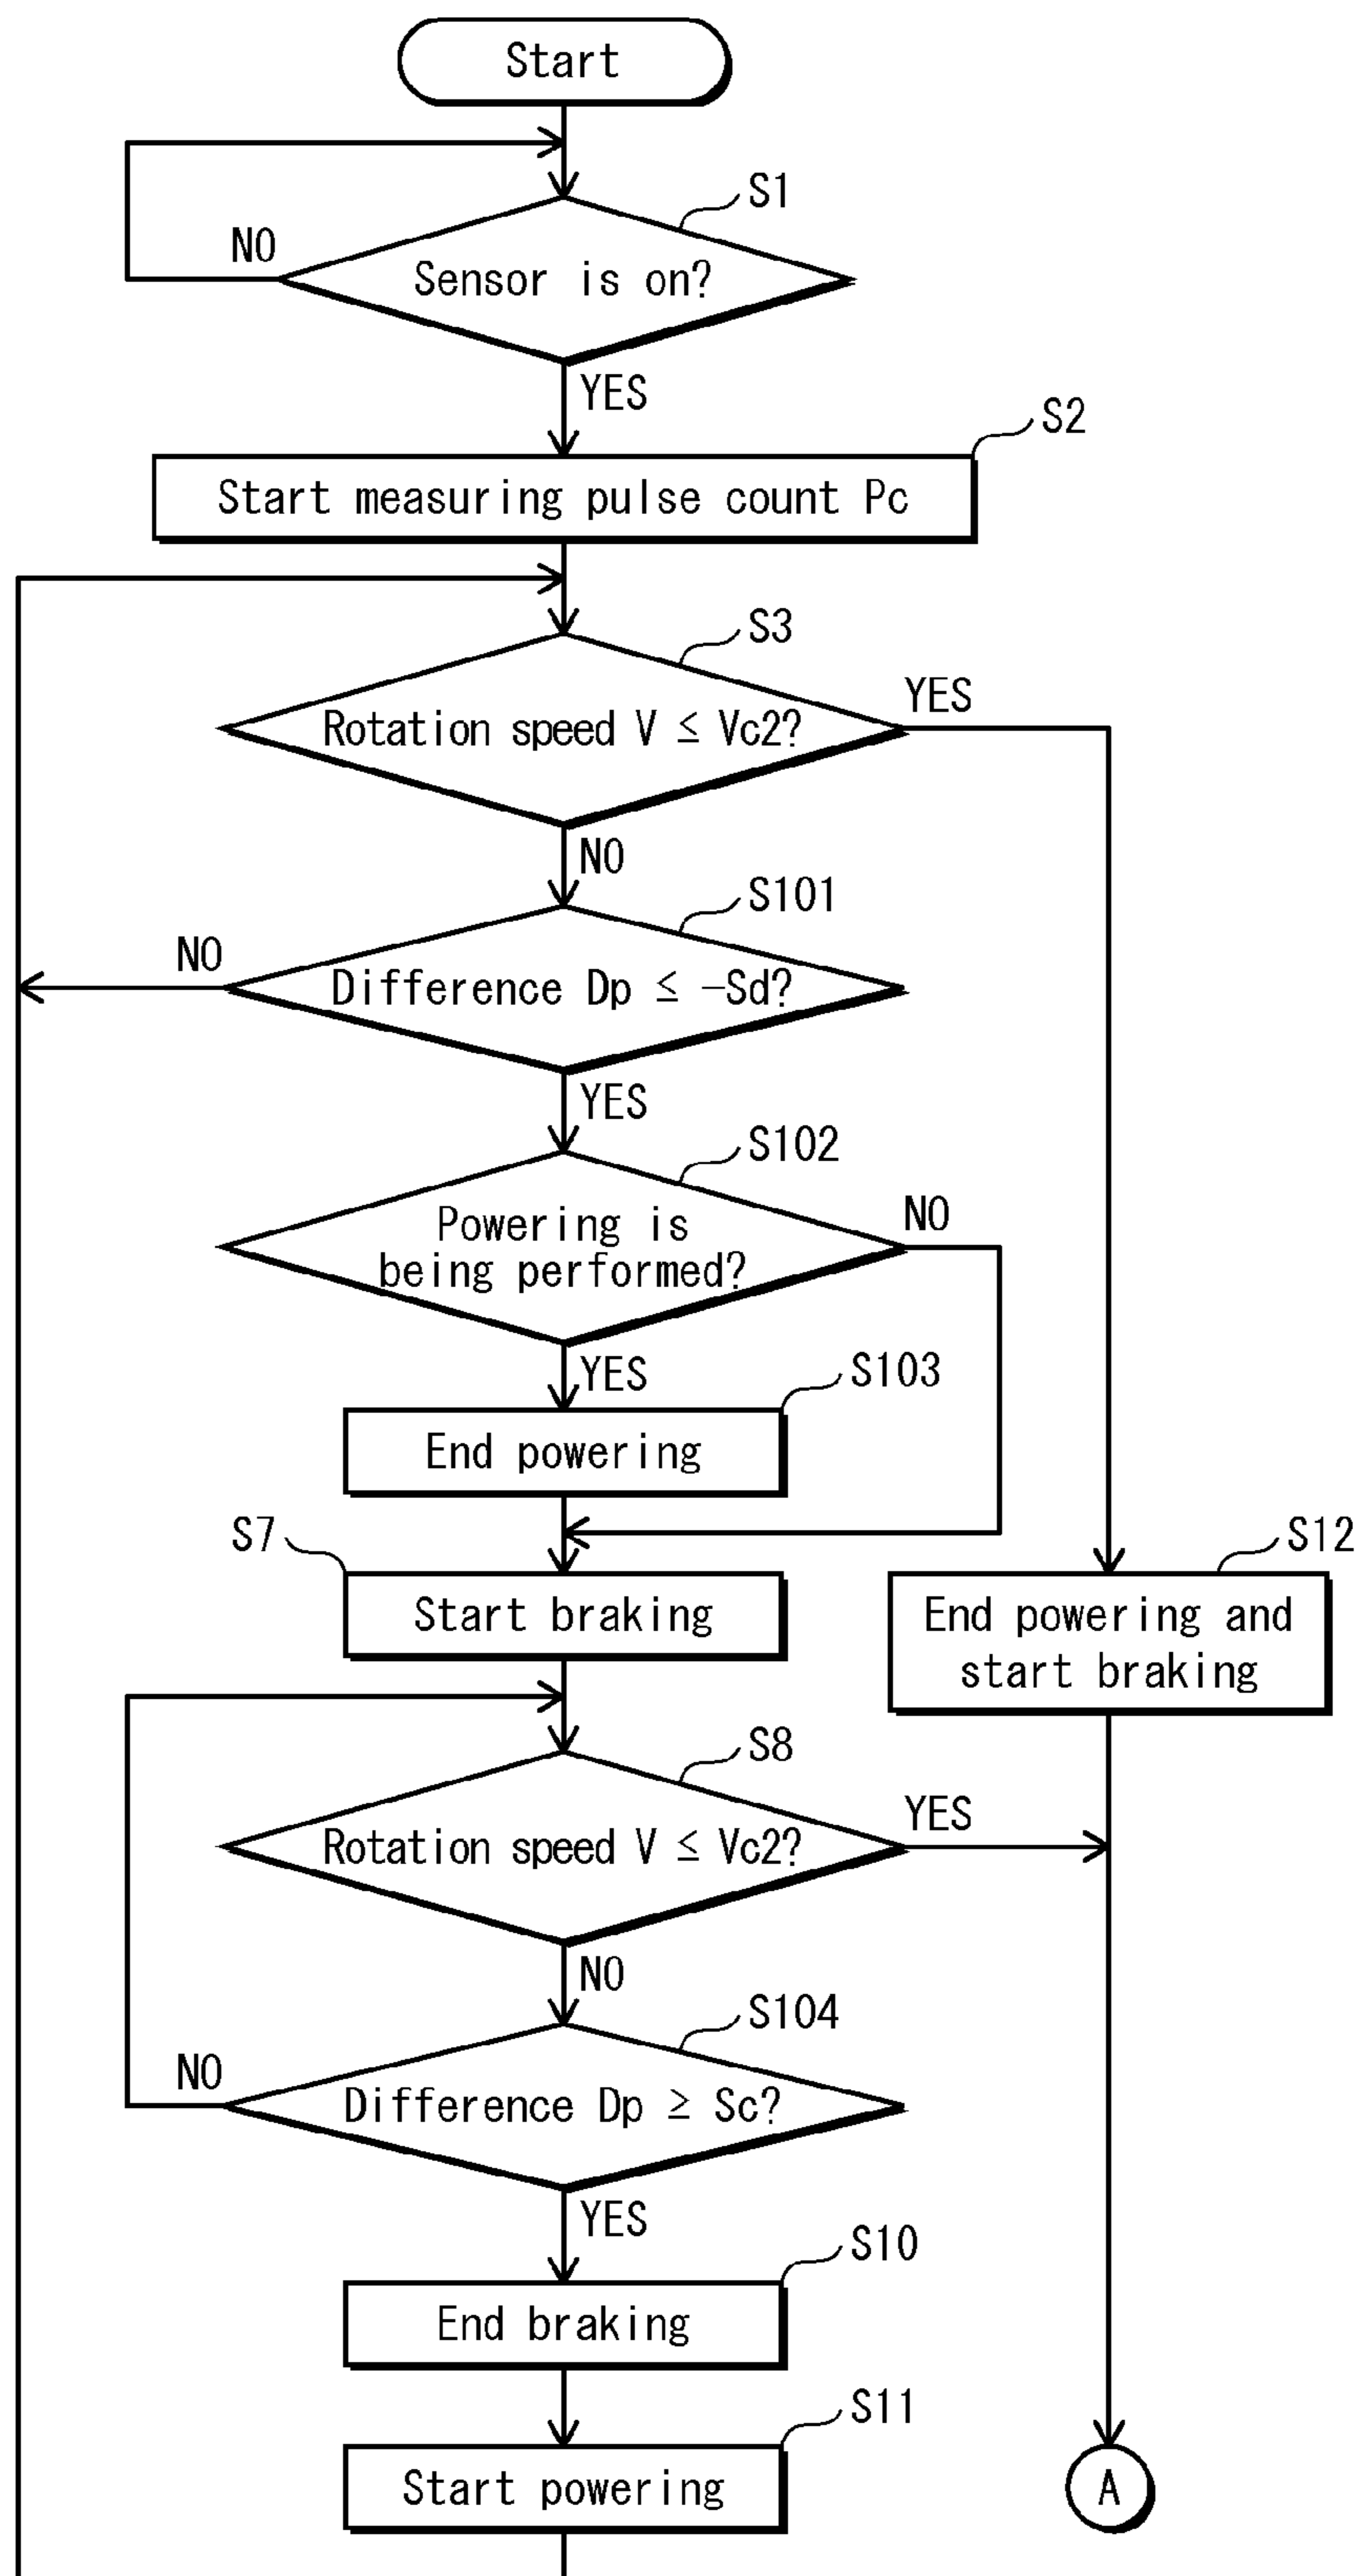 Start
S1
NO
Sensor is on?
YES
S2
Start measuring pulse count Pc
S3
YES
Rotation speed V ≤ Vc2?
NO
S101
NO
Difference Dp ≤ -Sd?
YES
S102
NO
Powering is
being performed?
YES
S103
End powering
S7
S12
Start braking
End powering and
start braking
S8
YES
Rotation speed V ≤ Vc2?
NO
S104
NO
Difference Dp ≥ Sc?
YES
S10
End braking
S11
Start powering
A